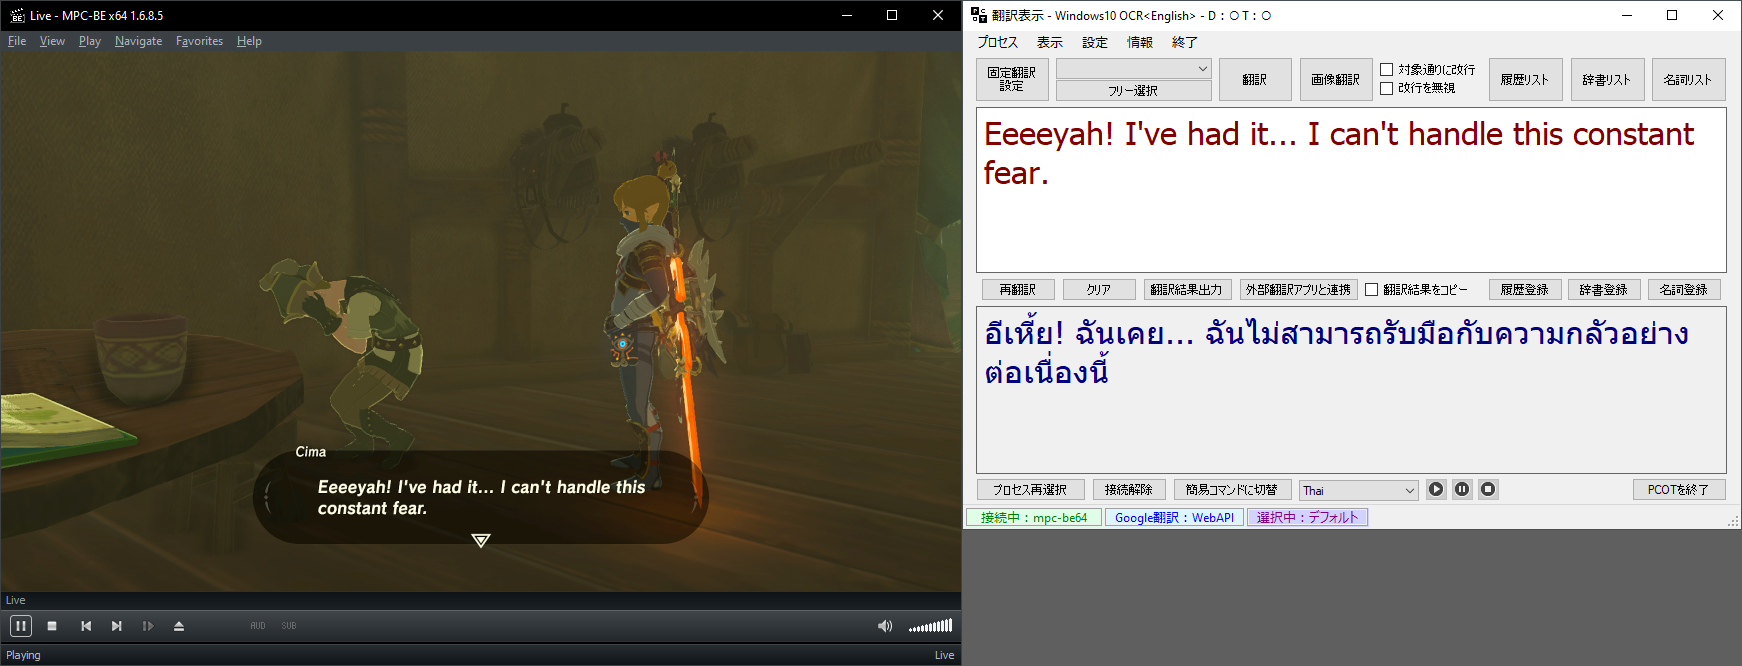 Live - MPC-BE x64 1.6.8.5
File View Play Navigate Favorites Help
Cima
Eeeeyah! I've had it... I can't handle this
constant fear.
Live
AUD SUB
Playing
Live
翻訳表示 - Windows10 OCR<English> - D：〇 T：〇
プロセス 表示 設定 情報 終了
固定翻訳
設定
フリー選択
翻訳
画像翻訳
対象通りに改行
改行を無視
履歴リスト
辞書リスト
名詞リスト
Eeeeyah! I've had it... I can't handle this constant
fear.
再翻訳 クリア 翻訳結果出力 外部翻訳アプリと連携 翻訳結果をコピー 履歴登録 辞書登録 名詞登録
อีเหี้ย! ฉันเคย... ฉันไม่สามารถรับมือกับความกลัวอย่าง
ต่อเนื่องนี้
プロセス再選択 接続解除 簡易コマンドに切替 Thai PCOTを終了
接続中：mpc-be64 Google翻訳：WebAPI 選択中：デフォルト